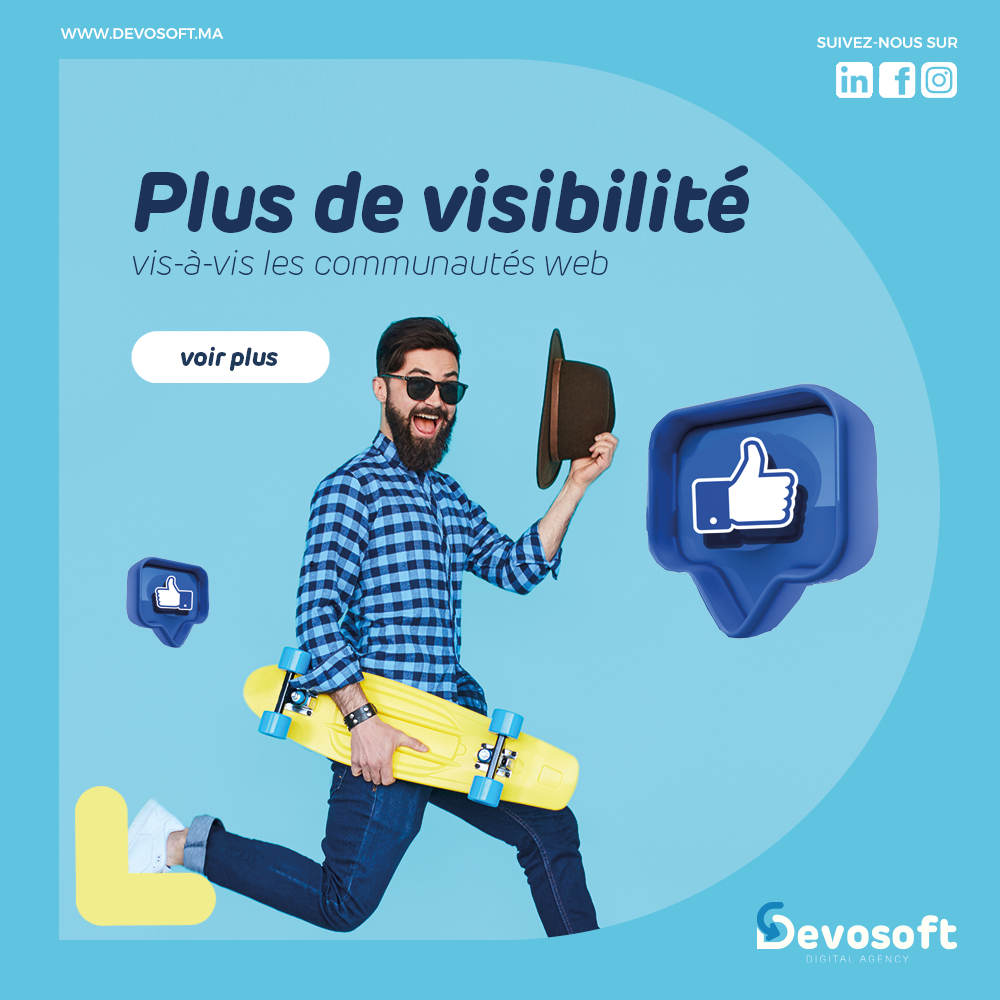 WWW.DEVOSOFT.MA
SUIVEZ-NOUS SUR
in f
Plus de visibilité
vis-à-vis les communautés web
voir plus
Devosoft
DIGITAL AGENCY